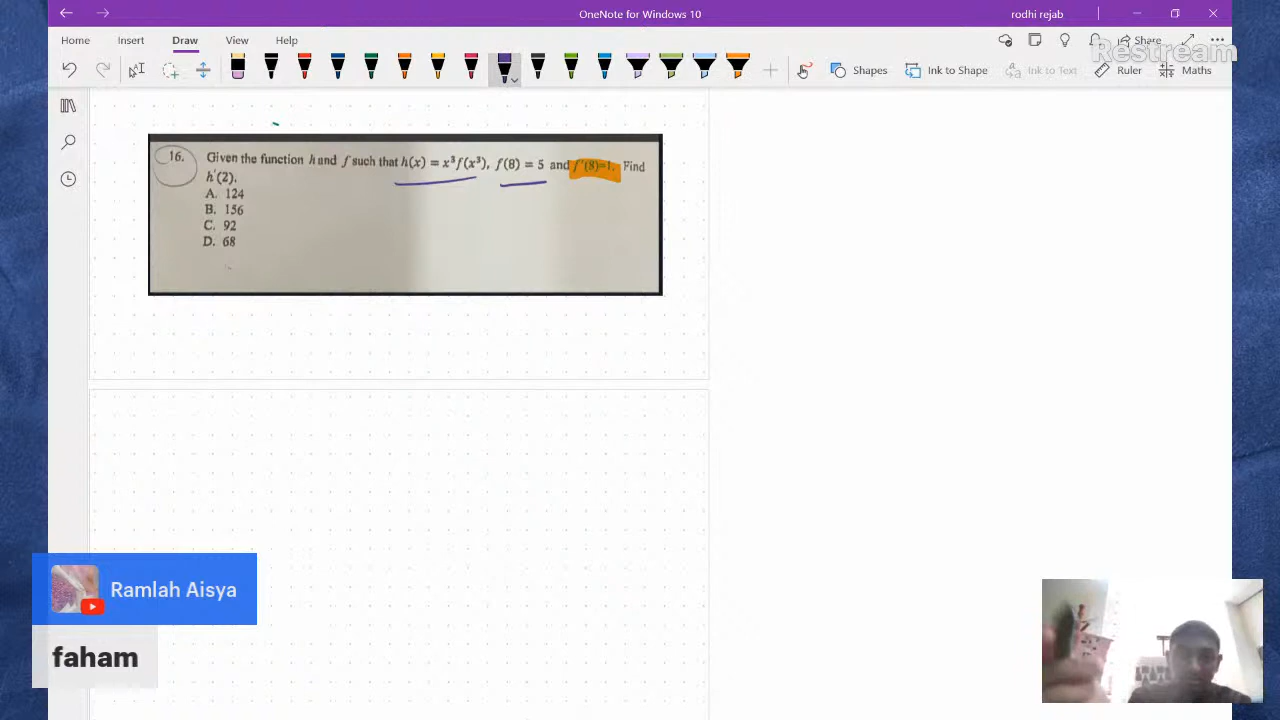 OneNote for Windows 10
rodhi rejab
Home Insert Draw View Help
Share
Restream
Shapes Ink to Shape Ink to Text Ruler Maths
16. Given the function h and f such that h(x) = x³f(x³), f(8) = 5 and f'(8)=1. Find
h'(2).
A. 124
B. 156
C. 92
D. 68
Ramlah Aisya
faham